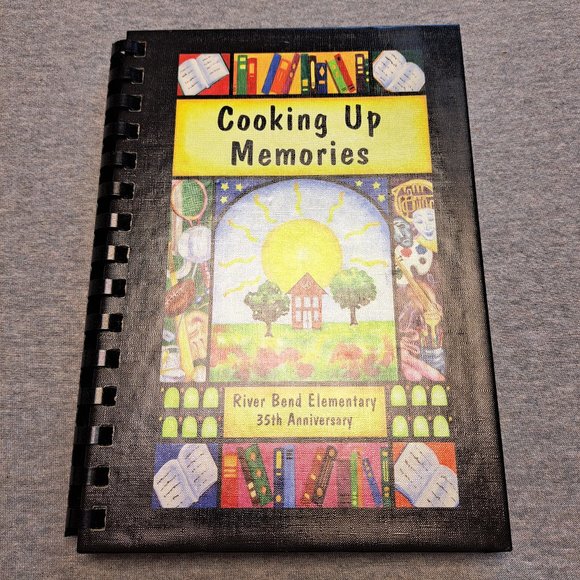 Cooking Up
Memories
River Bend Elementary
35th Anniversary